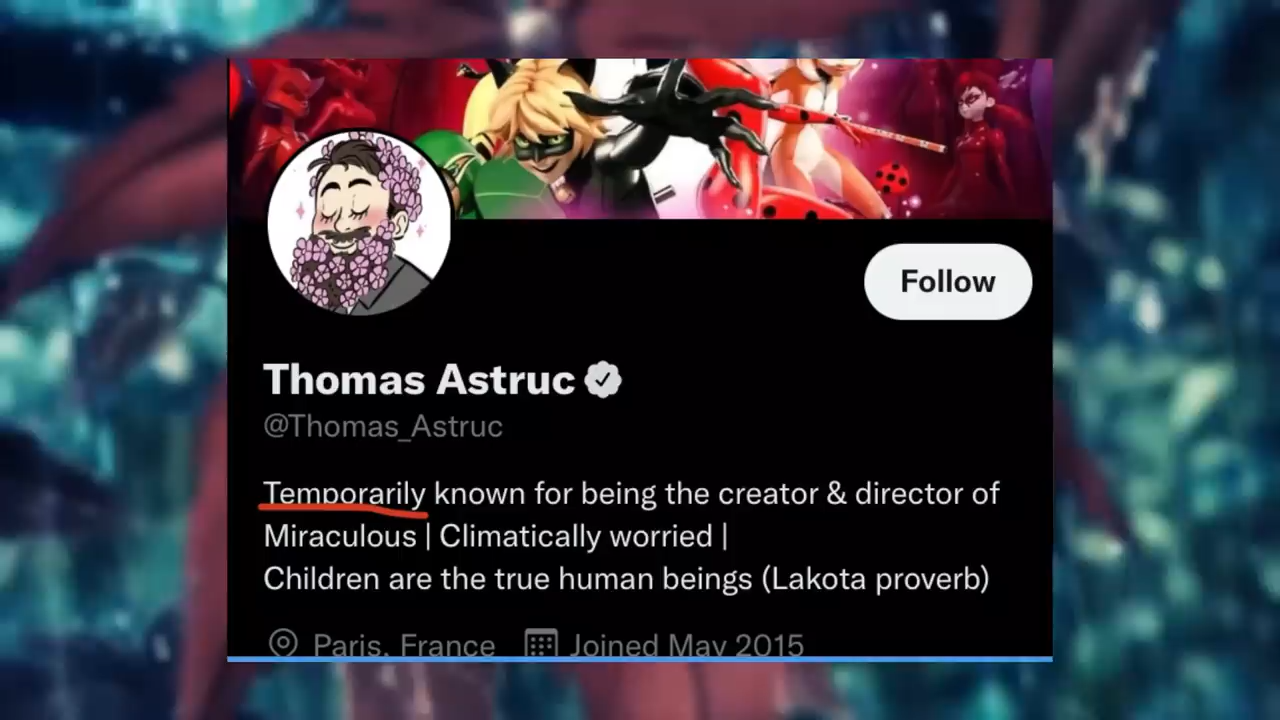 Follow
Thomas Astruc
@Thomas_Astruc
Temporarily known for being the creator & director of
Miraculous | Climatically worried |
Children are the true human beings (Lakota proverb)
Paris, France Joined May 2015